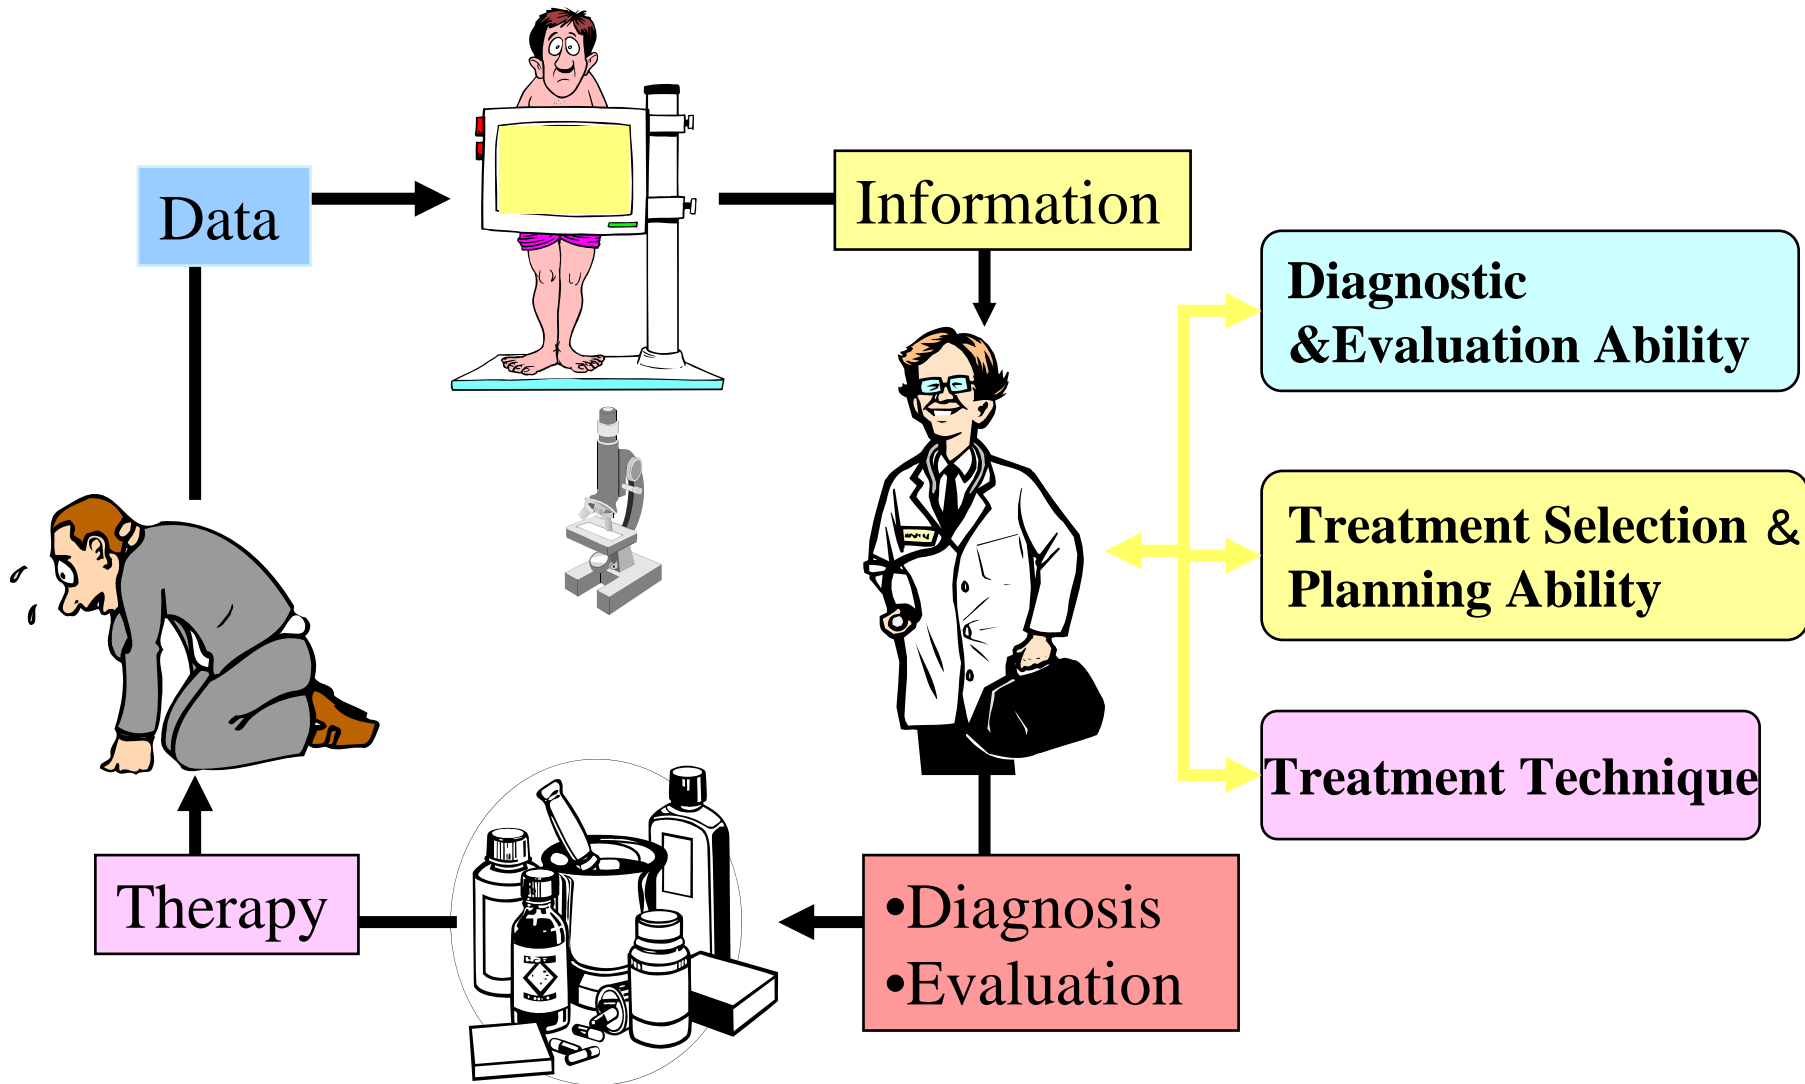 Data
Information
Diagnostic
&Evaluation Ability
Treatment Selection &
Planning Ability
Treatment Technique
Therapy
•Diagnosis
•Evaluation